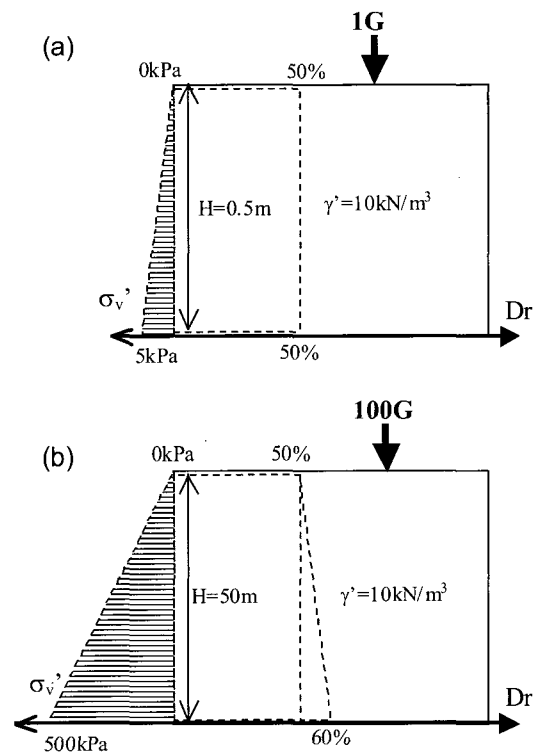 (a)
1G
0kPa
50%
H=0.5m
γ'=10kN/m³
σᵥ'
Dr
5kPa
50%
100G
(b)
0kPa
50%
H=50m
γ'=10kN/m³
σᵥ'
Dr
500kPa
60%